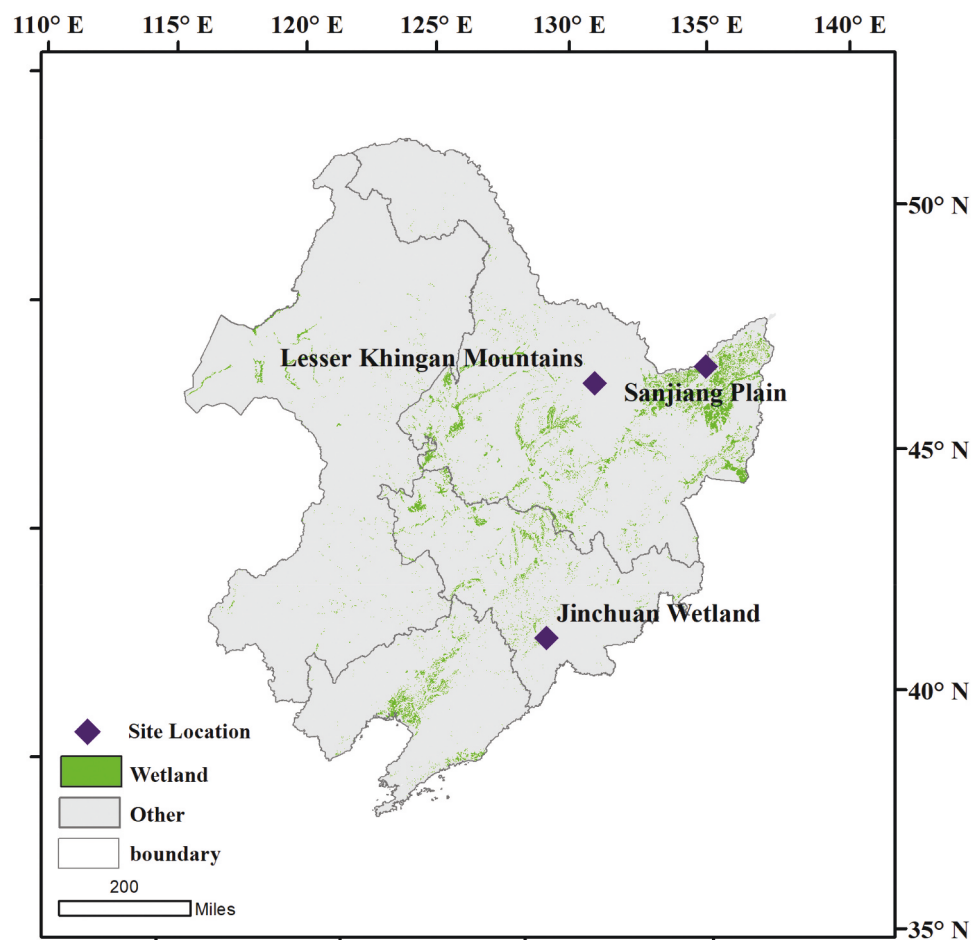 110° E 115° E 120° E 125° E 130° E 135° E 140° E
50° N
Lesser Khingan Mountains
Sanjiang Plain
45° N
Jinchuan Wetland
40° N
Site Location
Wetland
Other
boundary
200
Miles
35° N